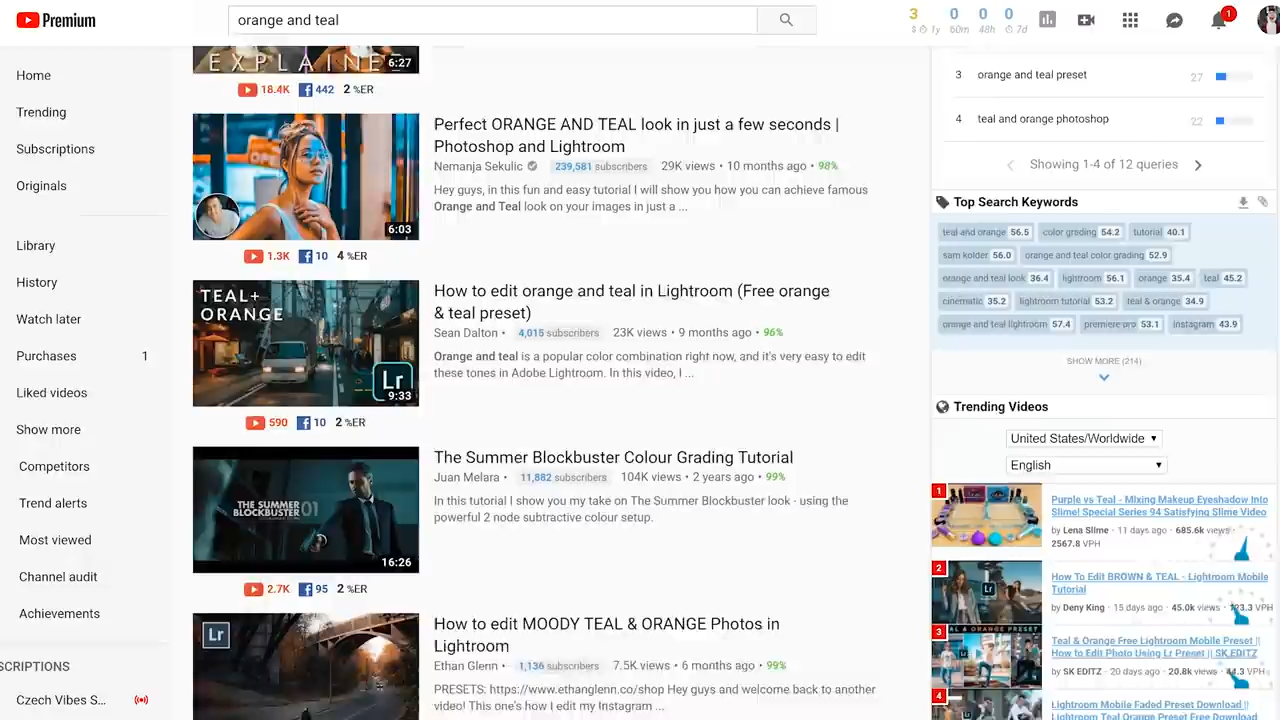 Premium
orange and teal
3 0 0 0
$ 1y 60m 48h 7d
1
Home
Trending
Subscriptions
Originals
Library
History
Watch later
Purchases 1
Liked videos
Show more
Competitors
Trend alerts
Most viewed
Channel audit
Achievements
SCRIPTIONS
Czech Vibes S...
EXPLAINE
6:27
18.4K 442 2 %ER
6:03
Perfect ORANGE AND TEAL look in just a few seconds |
Photoshop and Lightroom
Nemanja Sekulic 239,581 subscribers 29K views • 10 months ago • 98%
Hey guys, in this fun and easy tutorial I will show you how you can achieve famous
Orange and Teal look on your images in just a ...
1.3K 10 4 %ER
TEAL+
ORANGE
Lr
9:33
How to edit orange and teal in Lightroom (Free orange
& teal preset)
Sean Dalton • 4,015 subscribers 23K views • 9 months ago • 96%
Orange and teal is a popular color combination right now, and it's very easy to edit
these tones in Adobe Lightroom. In this video, I ...
590 10 2 %ER
THE SUMMER
BLOCKBUSTER 01
16:26
The Summer Blockbuster Colour Grading Tutorial
Juan Melara • 11,882 subscribers 104K views • 2 years ago • 99%
In this tutorial I show you my take on The Summer Blockbuster look - using the
powerful 2 node subtractive colour setup.
2.7K 95 2 %ER
Lr
How to edit MOODY TEAL & ORANGE Photos in
Lightroom
Ethan Glenn • 1,136 subscribers 7.5K views • 6 months ago • 99%
PRESETS: https://www.ethanglenn.co/shop Hey guys and welcome back to another
video! This one's how I edit my Instagram ...
3 orange and teal preset 27
4 teal and orange photoshop 22
Showing 1-4 of 12 queries
Top Search Keywords
teal and orange 56.5 color grading 54.2 tutorial 40.1
sam kolder 56.0 orange and teal color grading 52.9
orange and teal look 36.4 lightroom 56.1 orange 35.4 teal 45.2
cinematic 35.2 lightroom tutorial 53.2 teal & orange 34.9
orange and teal lightroom 57.4 premiere pro 53.1 instagram 43.9
SHOW MORE (214)
Trending Videos
United States/Worldwide
English
1
Purple vs Teal - Mixing Makeup Eyeshadow Into
Slime! Special Series 94 Satisfying Slime Video
by Lena Slime · 11 days ago · 685.6k views ·
2567.8 VPH
2
Lr
How To Edit BROWN & TEAL - Lightroom Mobile
Tutorial
by Deny King · 15 days ago · 45.0k views · 123.3 VPH
3
& ORANGE PRESET
Teal & Orange Free Lightroom Mobile Preset ||
How to Edit Photo Using Lr Preset || SK EDITZ
by SK EDITZ · 20 days ago · 20.8k views · 44.3 VPH
4
Lightroom Mobile Faded Preset Download ||
Lightroom Teal Orange Preset Free Download